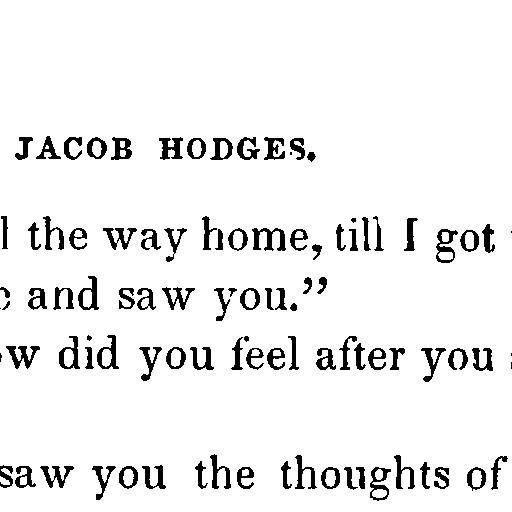 JACOB HODGES.
the way home, till I got
and saw you.”
did you feel after you
saw you the thoughts of